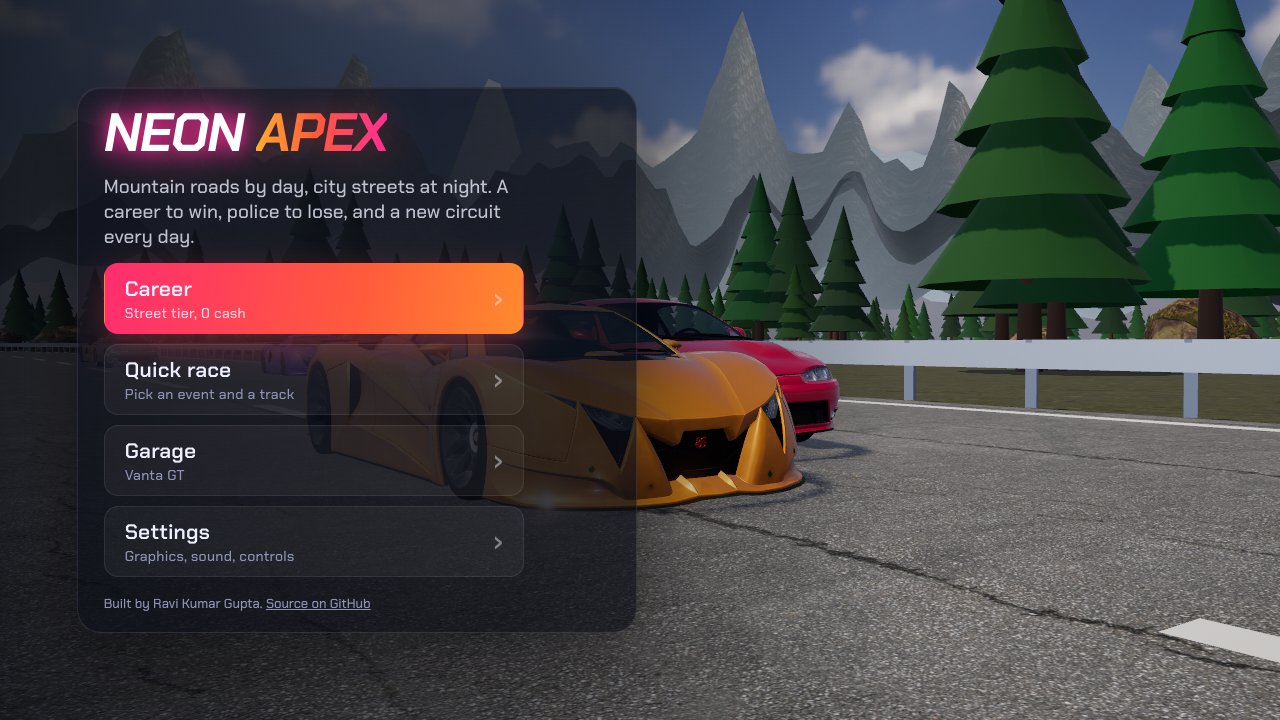 NEON APEX
Mountain roads by day, city streets at night. A
career to win, police to lose, and a new circuit
every day.
Career
Street tier, 0 cash
Quick race
Pick an event and a track
Garage
Vanta GT
Settings
Graphics, sound, controls
Built by Ravi Kumar Gupta. Source on GitHub